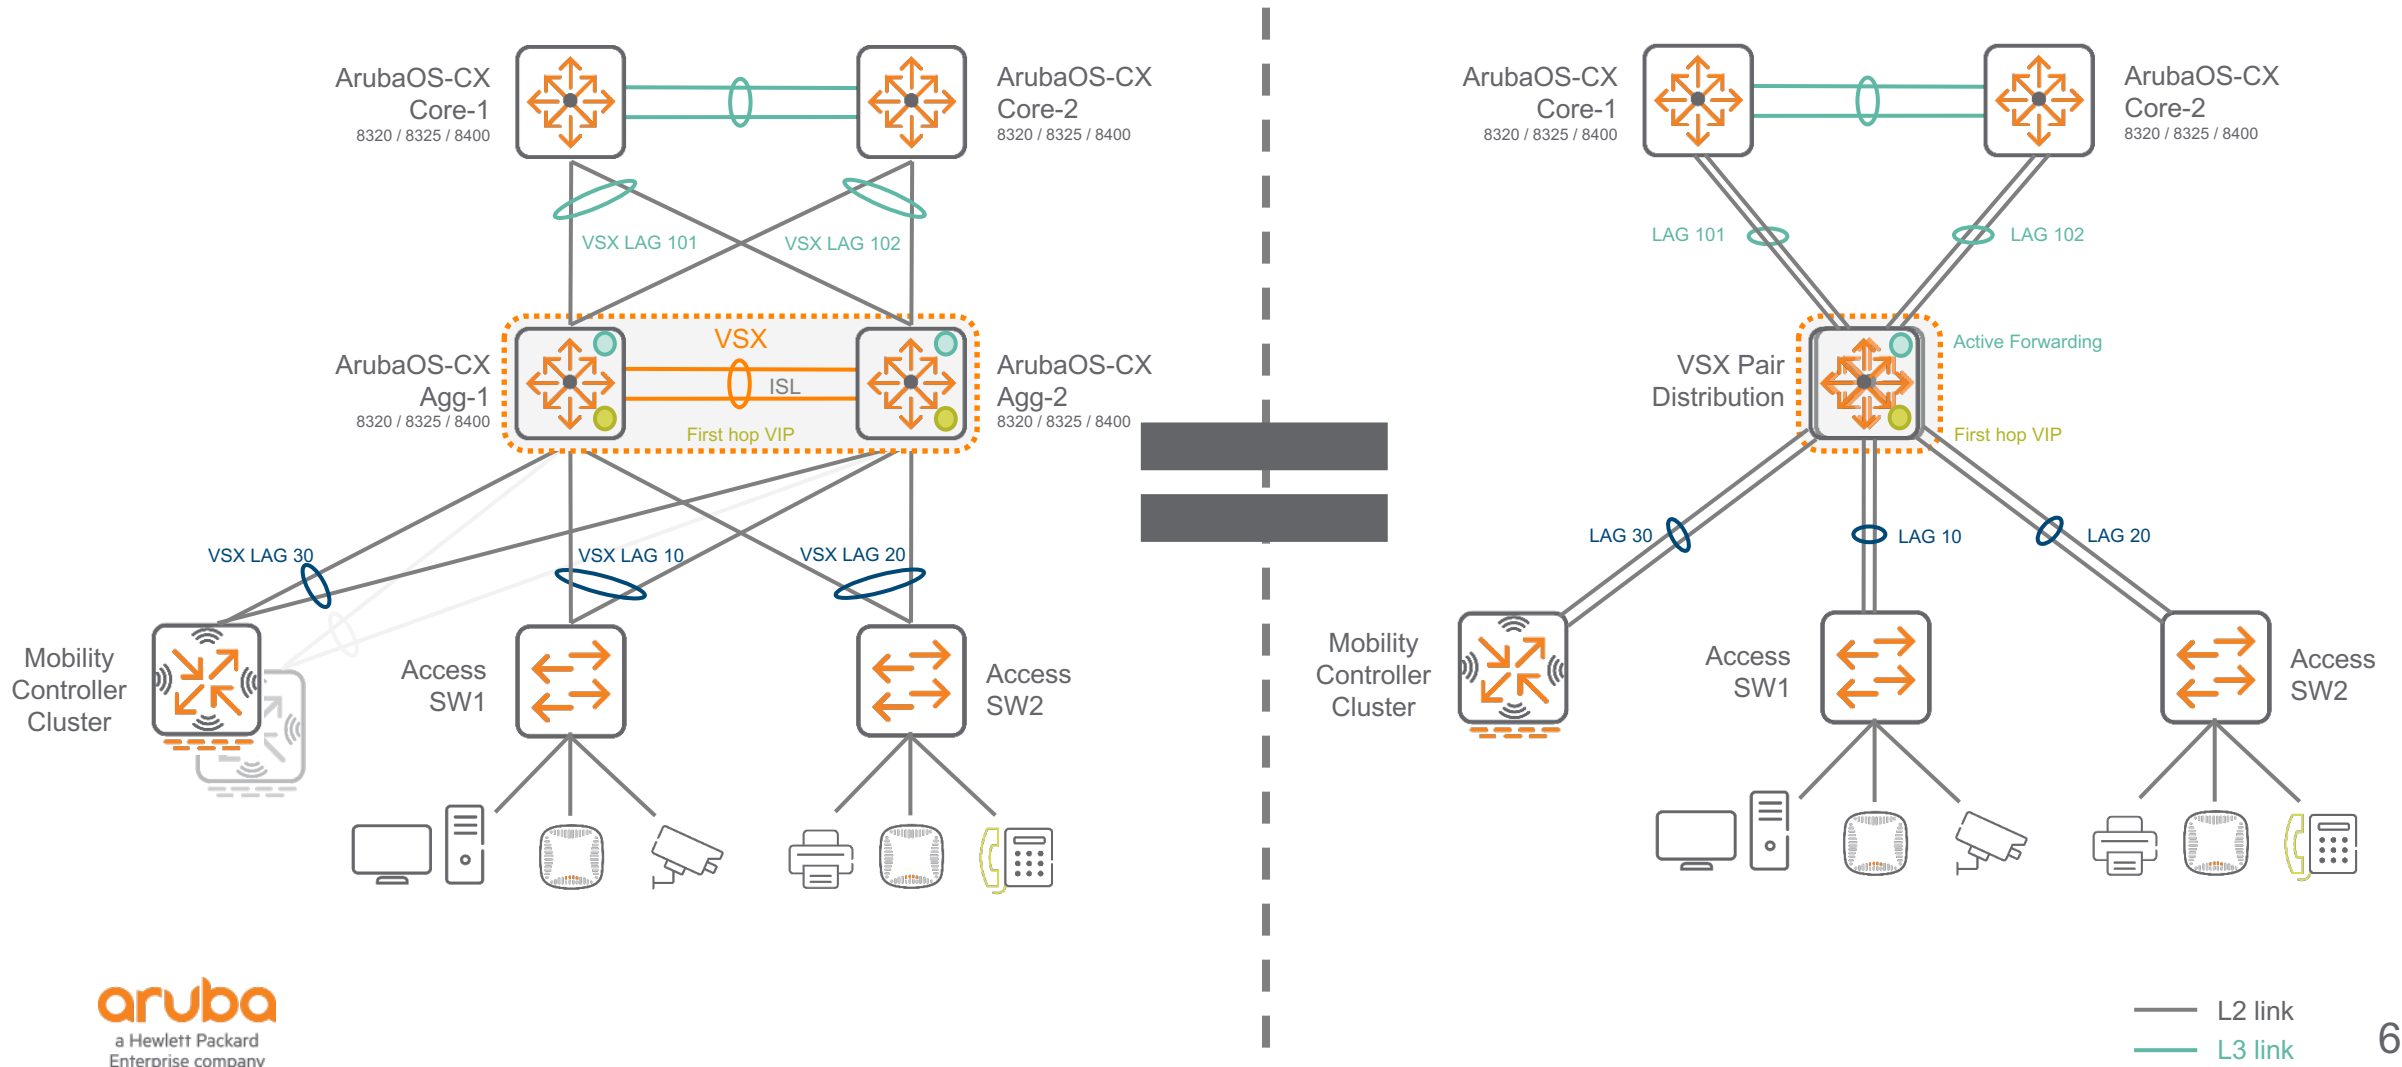 ArubaOS-CX
Core-1
8320 / 8325 / 8400
ArubaOS-CX
Core-2
8320 / 8325 / 8400
VSX LAG 101
VSX LAG 102
ArubaOS-CX
Agg-1
8320 / 8325 / 8400
VSX
ISL
First hop VIP
ArubaOS-CX
Agg-2
8320 / 8325 / 8400
VSX LAG 30
VSX LAG 10
VSX LAG 20
Mobility
Controller
Cluster
Access
SW1
Access
SW2
ArubaOS-CX
Core-1
8320 / 8325 / 8400
ArubaOS-CX
Core-2
8320 / 8325 / 8400
LAG 101
LAG 102
VSX Pair
Distribution
Active Forwarding
First hop VIP
LAG 30
LAG 10
LAG 20
Mobility
Controller
Cluster
Access
SW1
Access
SW2
aruba
a Hewlett Packard
Enterprise company
L2 link
L3 link
6